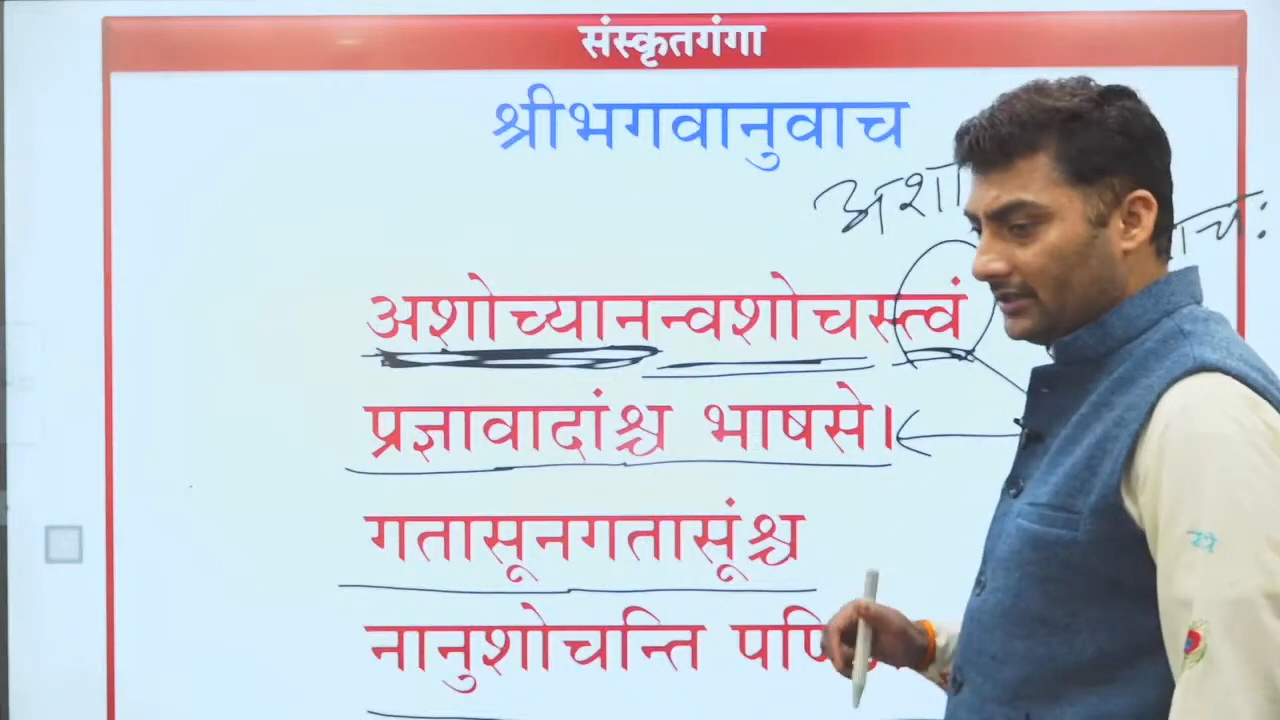 संस्कृतगंगा
श्रीभगवानुवाच
अशोच्यानन्वशोचस्त्वं
प्रज्ञावादांश्च भाषसे।
गतासूनगतासूंश्च
नानुशोचन्ति